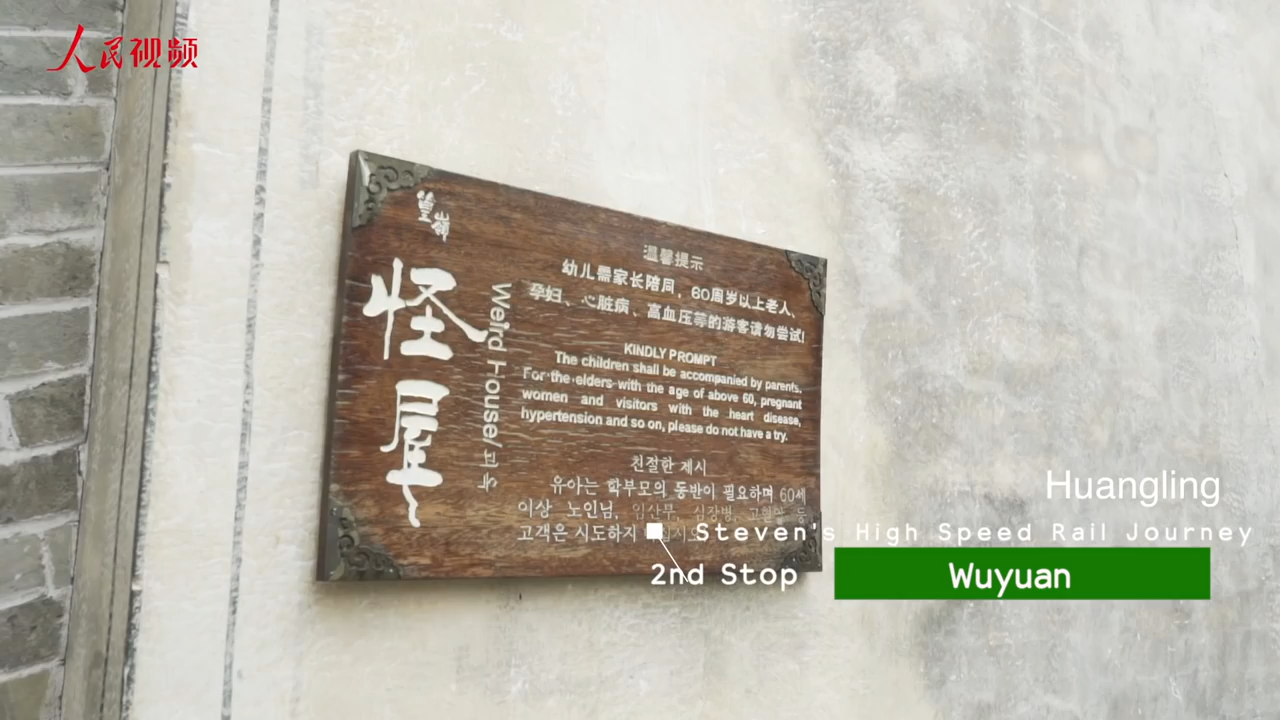 人民视频
篁岭
怪屋
Weird House/괴옥
温馨提示
幼儿需家长陪同，60周岁以上老人、
孕妇、心脏病、高血压等的游客请勿尝试!
KINDLY PROMPT
The children shall be accompanied by parents.
For the elders with the age of above 60, pregnant
women and visitors with the heart disease,
hypertension and so on, please do not have a try.
친절한 제시
유아는 학부모의 동반이 필요하며 60세
이상 노인님, 임산부, 심장병, 고혈압 등
고객은 시도하지
Huangling
Steven's High Speed Rail Journey
2nd Stop
Wuyuan